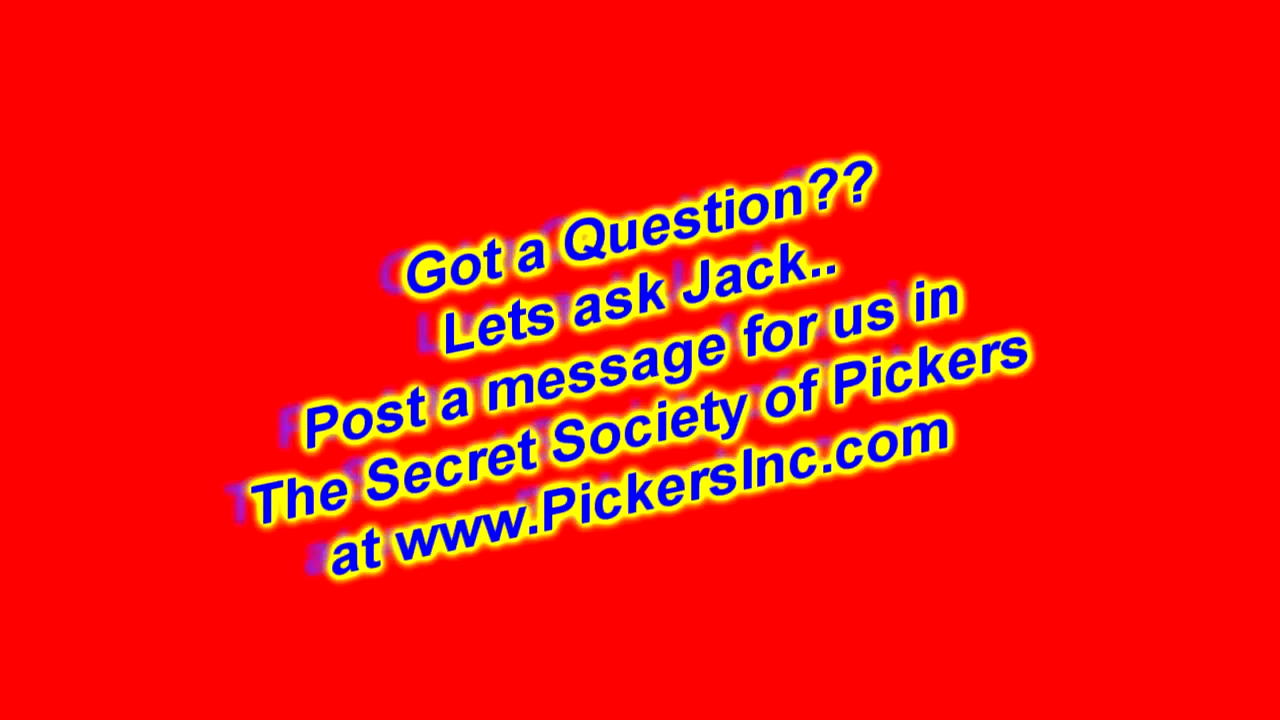 Got a Question??
Lets ask Jack..
Post a message for us in
The Secret Society of Pickers
at www.PickersInc.com